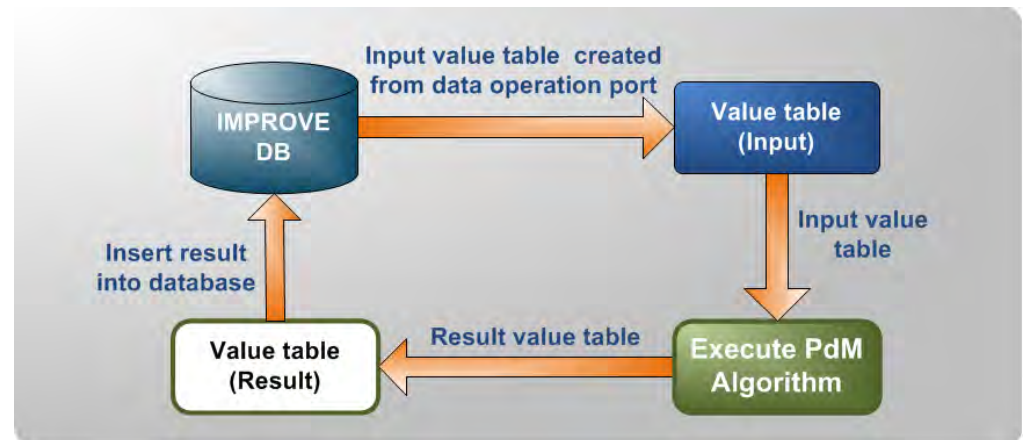 Input value table created
from data operation port
IMPROVE
DB
Value table
(Input)
Input value
table
Insert result
into database
Result value table
Value table
(Result)
Execute PdM
Algorithm